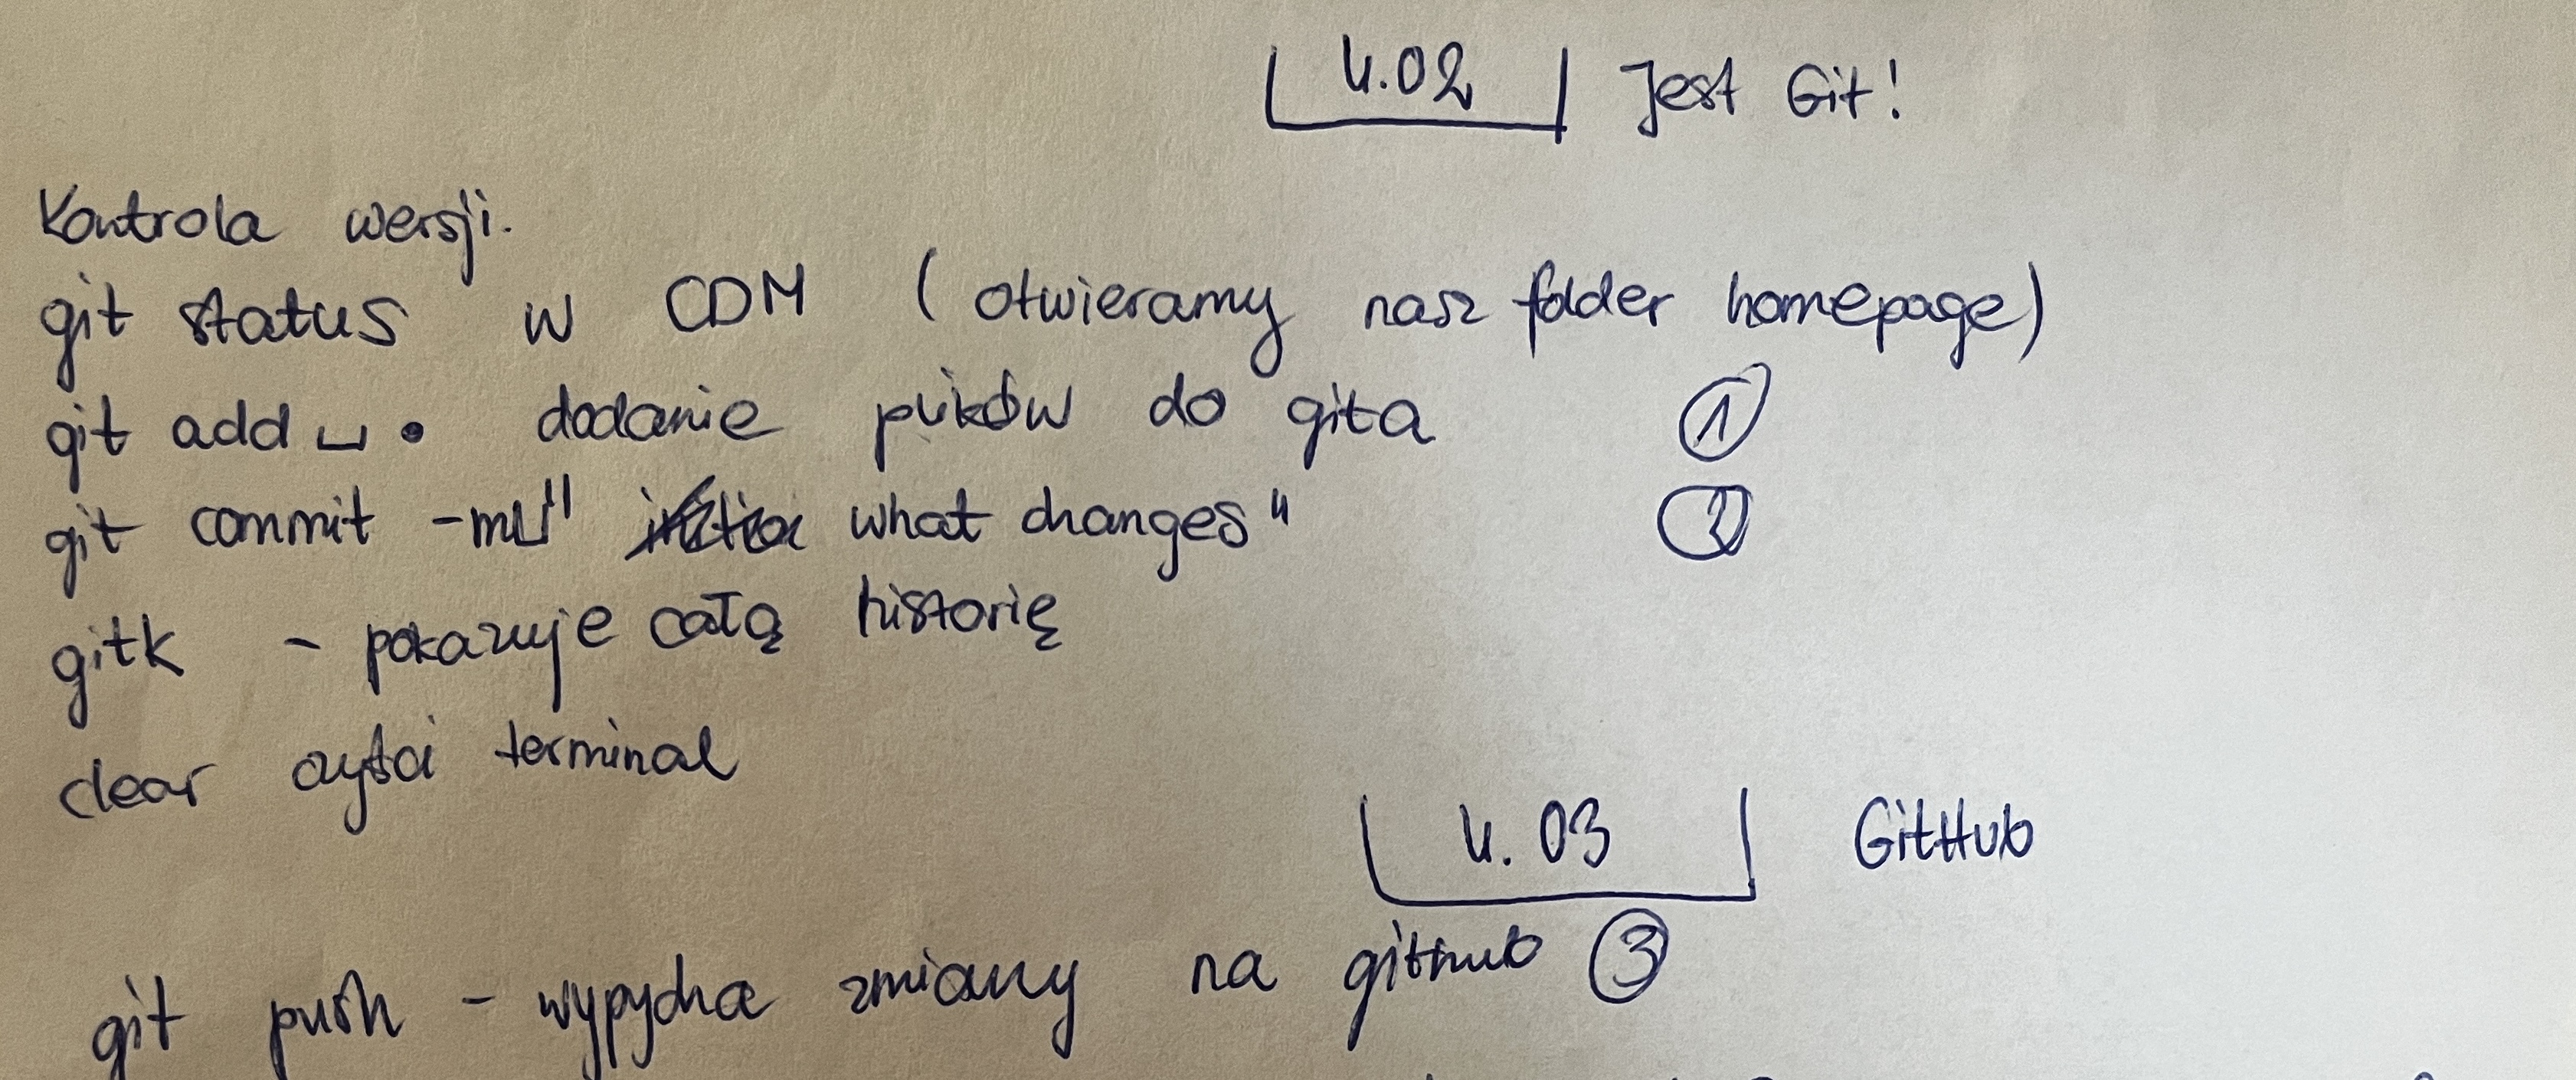 4.02 Jest Git!
Kontrola wersji.
git status w CDM (otwieramy nasz folder homepage)
git add ␣ . dodanie plików do gita ①
git commit -m␣" what changes" ②
gitk - pokazuje całą historię
clear czyści terminal
4.03 GitHub
git push - wypycha zmiany na github ③